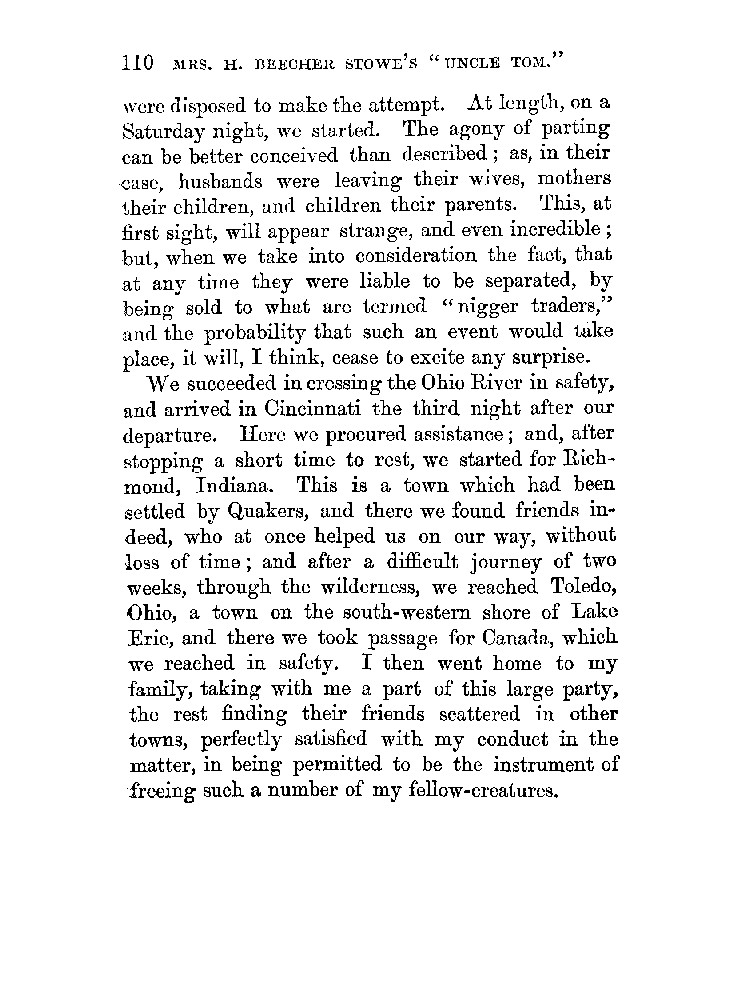 110 MRS. H. BEECHER STOWE'S "UNCLE TOM."
were disposed to make the attempt. At length, on a
Saturday night, we started. The agony of parting
can be better conceived than described; as, in their
case, husbands were leaving their wives, mothers
their children, and children their parents. This, at
first sight, will appear strange, and even incredible;
but, when we take into consideration the fact, that
at any time they were liable to be separated, by
being sold to what are termed "nigger traders,"
and the probability that such an event would take
place, it will, I think, cease to excite any surprise.
We succeeded in crossing the Ohio River in safety,
and arrived in Cincinnati the third night after our
departure. Here we procured assistance; and, after
stopping a short time to rest, we started for Rich-
mond, Indiana. This is a town which had been
settled by Quakers, and there we found friends in-
deed, who at once helped us on our way, without
loss of time; and after a difficult journey of two
weeks, through the wilderness, we reached Toledo,
Ohio, a town on the south-western shore of Lake
Erie, and there we took passage for Canada, which
we reached in safety. I then went home to my
family, taking with me a part of this large party,
the rest finding their friends scattered in other
towns, perfectly satisfied with my conduct in the
matter, in being permitted to be the instrument of
freeing such a number of my fellow-creatures.